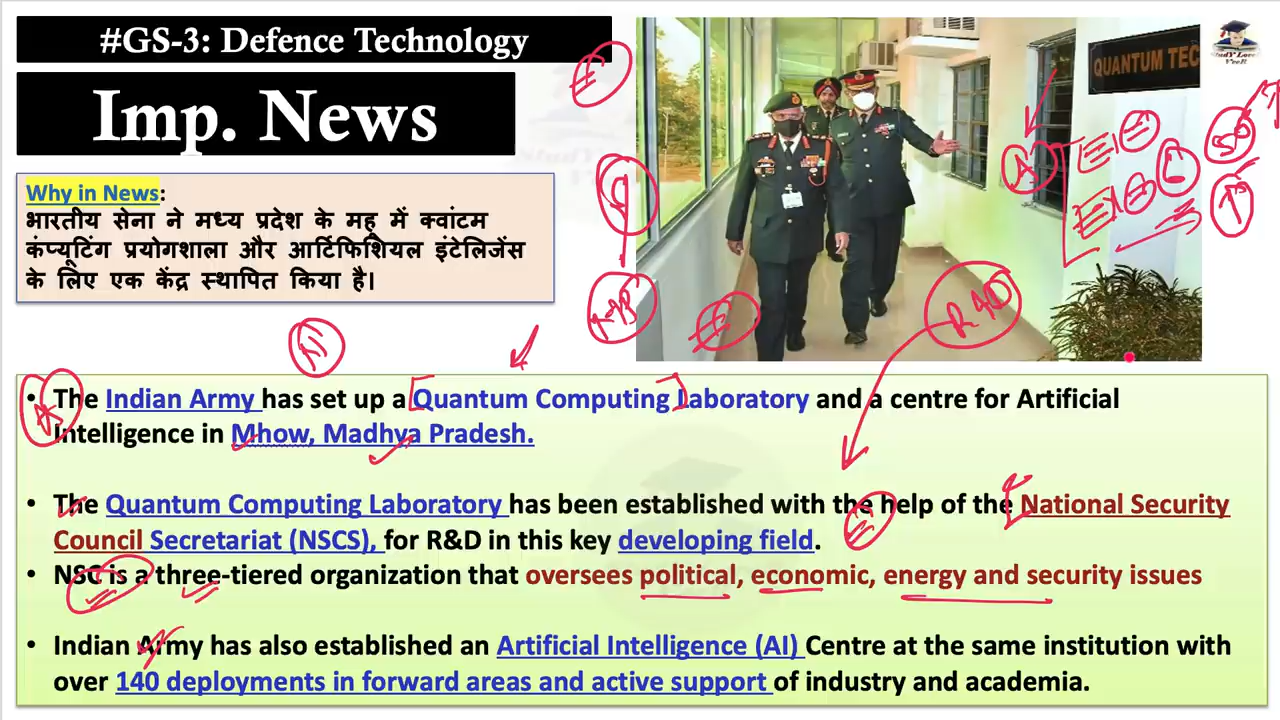 #GS-3: Defence Technology
Imp. News
QUANTUM TEC
Why in News:
भारतीय सेना ने मध्य प्रदेश के महू में क्वांटम
कंप्यूटिंग प्रयोगशाला और आर्टिफिशियल इंटेलिजेंस
के लिए एक केंद्र स्थापित किया है।
R&D
AI
• The Indian Army has set up a Quantum Computing Laboratory and a centre for Artificial
Intelligence in Mhow, Madhya Pradesh.
• The Quantum Computing Laboratory has been established with the help of the National Security
Council Secretariat (NSCS), for R&D in this key developing field.
• NSC is a three-tiered organization that oversees political, economic, energy and security issues
• Indian Army has also established an Artificial Intelligence (AI) Centre at the same institution with
over 140 deployments in forward areas and active support of industry and academia.